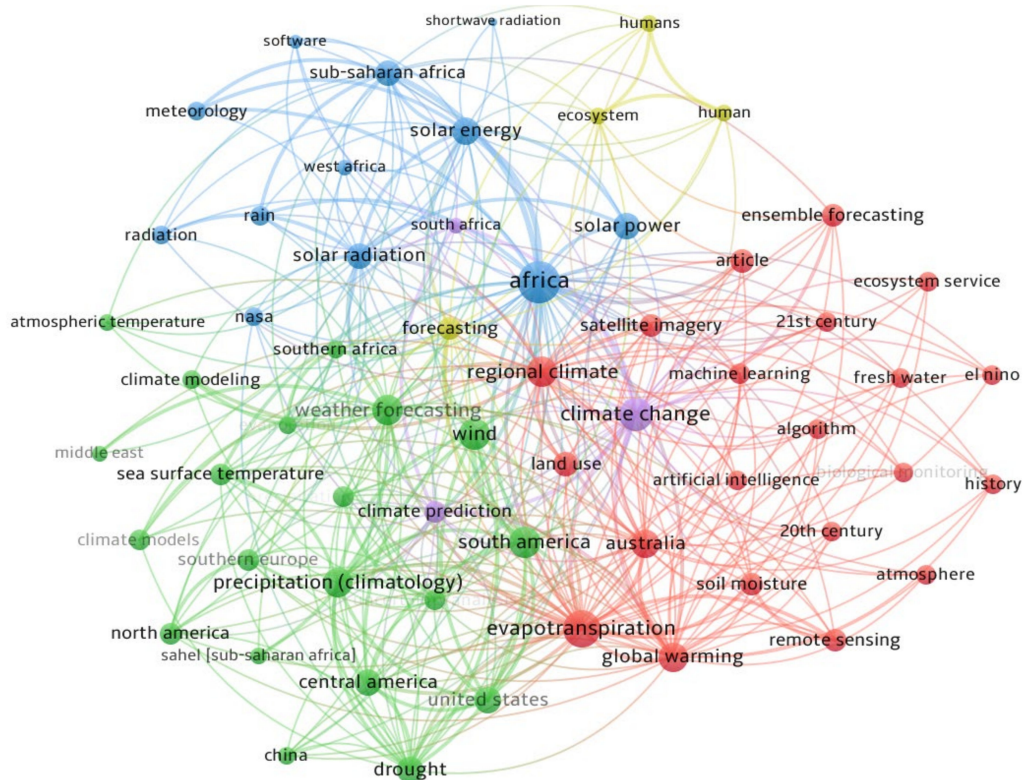 shortwave radiation
humans
software
sub-saharan africa
meteorology
ecosystem
human
solar energy
west africa
rain
south africa
solar power
ensemble forecasting
radiation
solar radiation
article
africa
ecosystem service
nasa
atmospheric temperature
forecasting
satellite imagery
21st century
southern africa
climate modeling
regional climate
machine learning
fresh water
el nino
weather forecasting
climate change
wind
algorithm
middle east
sea surface temperature
land use
artificial intelligence
biological monitoring
history
climate prediction
climate models
south america
australia
20th century
southern europe
precipitation (climatology)
soil moisture
atmosphere
north america
evapotranspiration
remote sensing
sahel [sub-saharan africa]
global warming
central america
united states
china
drought